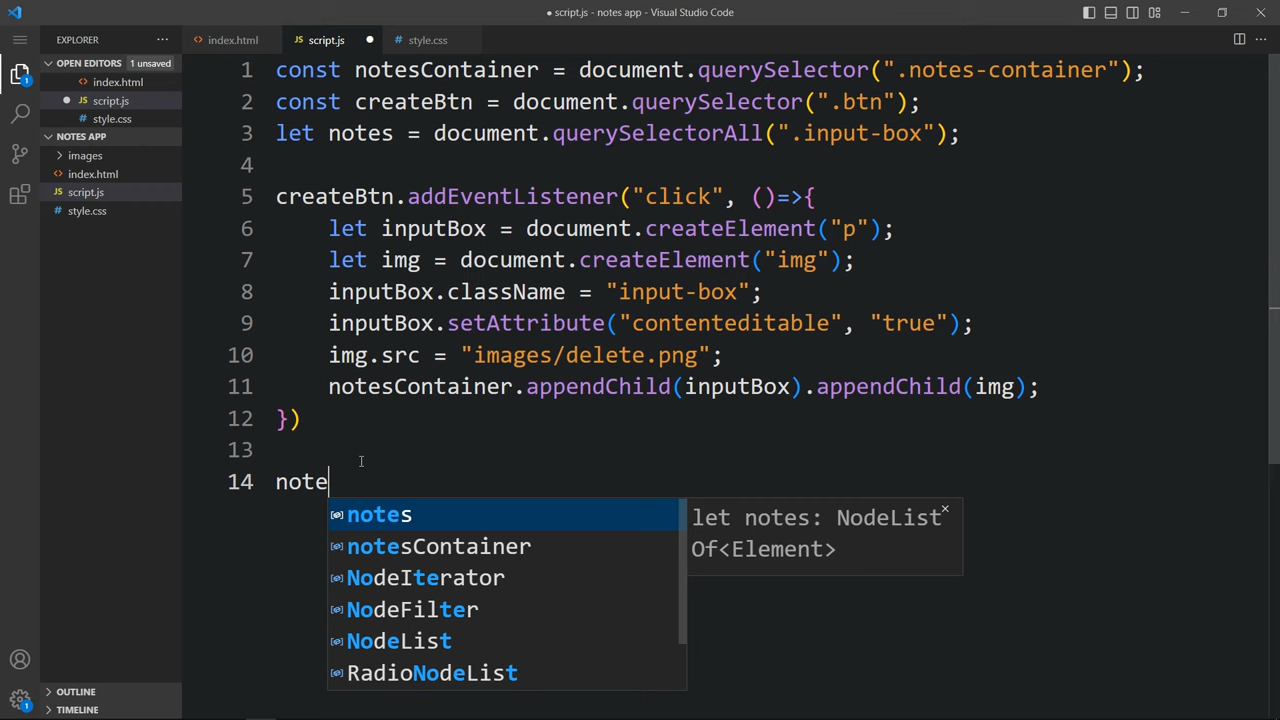 ● script.js - notes app - Visual Studio Code
EXPLORER
index.html
JS script.js
# style.css
OPEN EDITORS 1 unsaved
index.html
JS script.js
# style.css
NOTES APP
images
index.html
JS script.js
# style.css
OUTLINE
TIMELINE
1
1
1 const notesContainer = document.querySelector(".notes-container");
2 const createBtn = document.querySelector(".btn");
3 let notes = document.querySelectorAll(".input-box");
4
5 createBtn.addEventListener("click", ()=>{
6 let inputBox = document.createElement("p");
7 let img = document.createElement("img");
8 inputBox.className = "input-box";
9 inputBox.setAttribute("contenteditable", "true");
10 img.src = "images/delete.png";
11 notesContainer.appendChild(inputBox).appendChild(img);
12 })
13
14 note
notes
notesContainer
NodeIterator
NodeFilter
NodeList
RadioNodeList
let notes: NodeList
Of<Element>